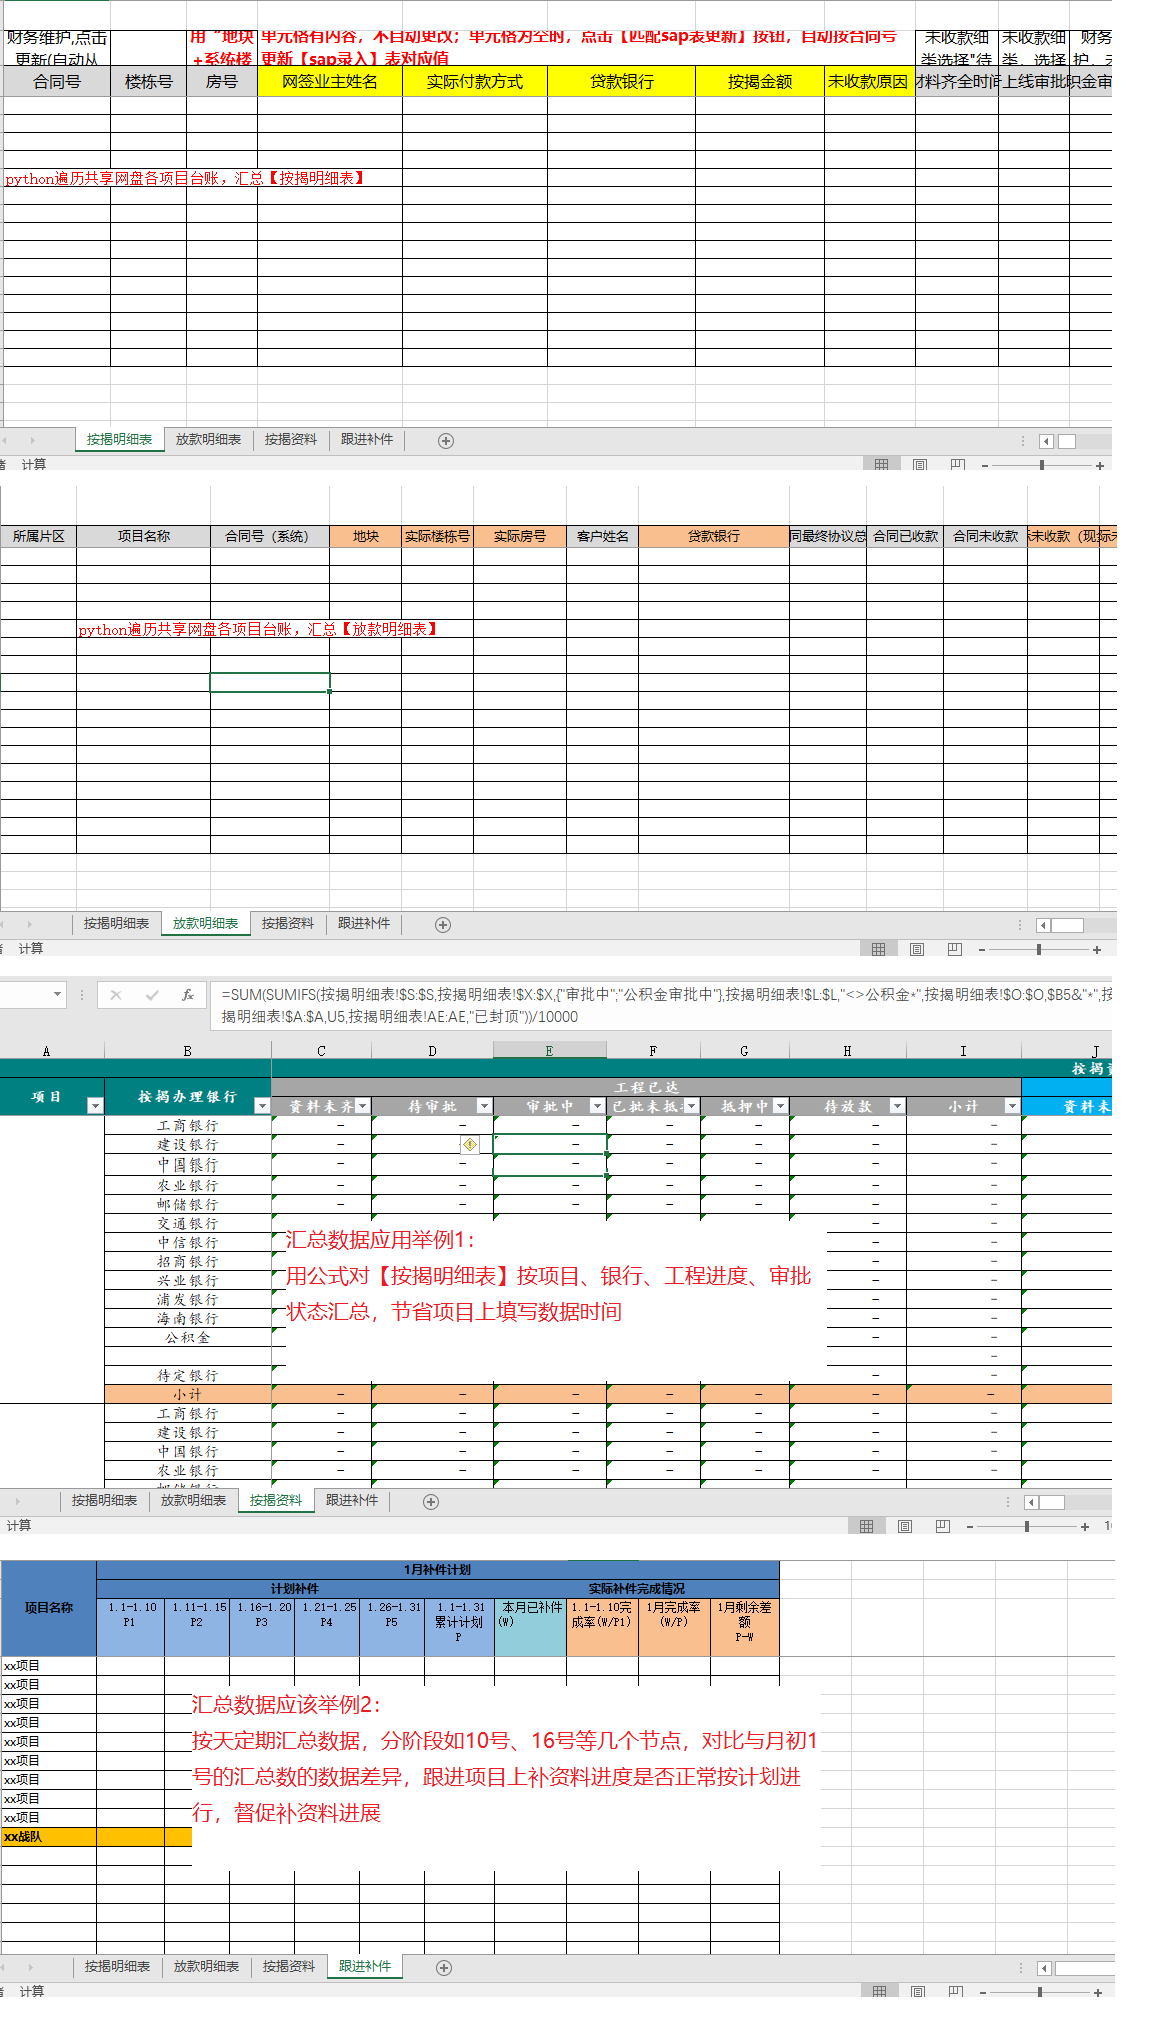 财务维护,点击
更新(自动从
用“地块
+系统楼
单元格有内容，不自动更改；单元格为空时，点击【匹配sap表更新】按钮，自动按合同号
更新【sap录入】表对应值
未收款细
类选择"待
未收款细
类、选择
财务
合同号 楼栋号 房号 网签业主姓名 实际付款方式 贷款银行 按揭金额 未收款原因 材料齐全时间 上线审批 积金审
python遍历共享网盘各项目台账，汇总【按揭明细表】
按揭明细表 放款明细表 按揭资料 跟进补件
计算
所属片区 项目名称 合同号（系统） 地块 实际楼栋号 实际房号 客户姓名 贷款银行 同最终协议总 合同已收款 合同未收款 未收款（现
python遍历共享网盘各项目台账，汇总【放款明细表】
按揭明细表 放款明细表 按揭资料 跟进补件
计算
=SUM(SUMIFS(按揭明细表!$S:$S,按揭明细表!$X:$X,{"审批中";"公积金审批中"},按揭明细表!$L:$L,"<>公积金*",按揭明细表!$O:$O,$B5&"*",按
揭明细表!$A:$A,U5,按揭明细表!AE:AE,"已封顶"))/10000
A B C D E F G H I J
按揭
项目 按揭办理银行 工程已达
资料未齐 待审批 审批中 已批未抵 抵押中 待放款 小计 资料未
工商银行 – – – – – – –
建设银行 – – – – – –
中国银行 – – – – – – –
农业银行 – – – – – – –
邮储银行 – – – – – – –
交通银行 – –
中信银行 – –
招商银行 – –
兴业银行 – –
浦发银行 – –
海南银行 – –
公积金 – –
–
待定银行 – –
小计 – – – – – – –
工商银行 – – – – – – –
建设银行 – – – – – – –
中国银行 – – – – – – –
农业银行 – – – – – – –
邮储银行
汇总数据应用举例1：
用公式对【按揭明细表】按项目、银行、工程进度、审批
状态汇总，节省项目上填写数据时间
按揭明细表 放款明细表 按揭资料 跟进补件
计算
1月补件计划
计划补件 实际补件完成情况
项目名称
1.1-1.10
P1
1.11-1.15
P2
1.16-1.20
P3
1.21-1.25
P4
1.26-1.31
P5
1.1-1.31
累计计划
P
本月已补件
(W)
1.1-1.10完
成率(W/P1)
1月完成率
(W/P)
1月剩余差
额
P-W
xx项目
xx项目
xx项目
xx项目
xx项目
xx项目
xx项目
xx项目
xx项目
xx战队
汇总数据应该举例2：
按天定期汇总数据，分阶段如10号、16号等几个节点，对比与月初1
号的汇总数的数据差异，跟进项目上补资料进度是否正常按计划进
行，督促补资料进展
按揭明细表 放款明细表 按揭资料 跟进补件
计算